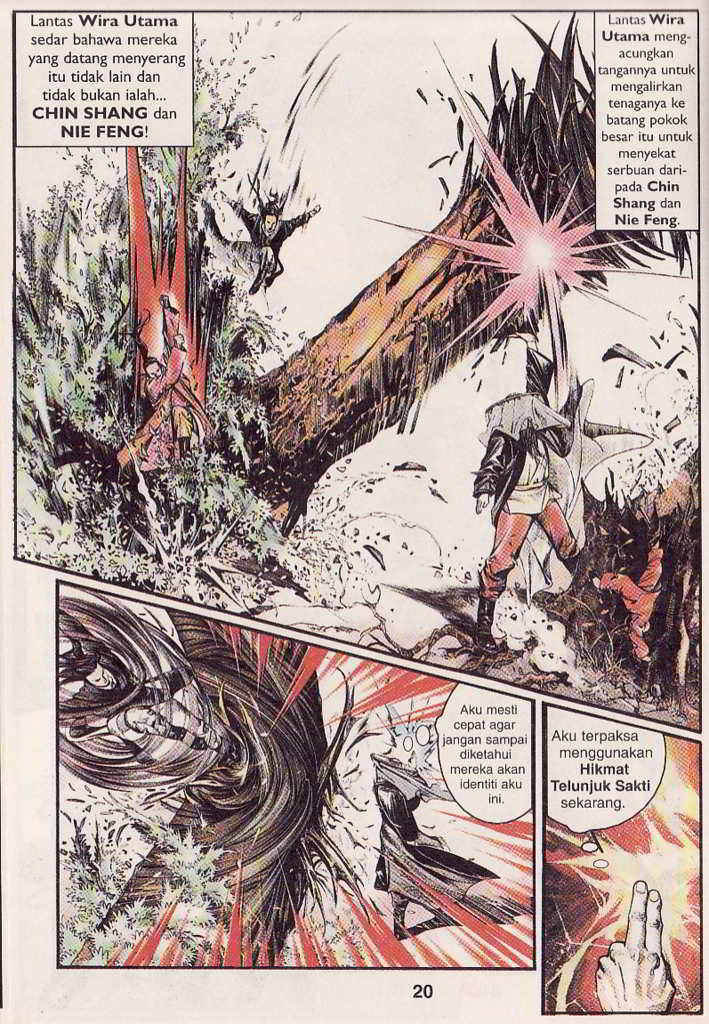 Lantas Wira Utama
sedar bahawa mereka
yang datang menyerang
itu tidak lain dan
tidak bukan ialah...
CHIN SHANG dan
NIE FENG!
Lantas Wira
Utama meng-
acungkan
tangannya untuk
mengalirkan
tenaganya ke
batang pokok
besar itu untuk
menyekat
serbuan dari-
pada Chin
Shang dan
Nie Feng.
Aku mesti
cepat agar
jangan sampai
diketahui
mereka akan
identiti aku
ini.
Aku terpaksa
menggunakan
Hikmat
Telunjuk Sakti
sekarang.
20